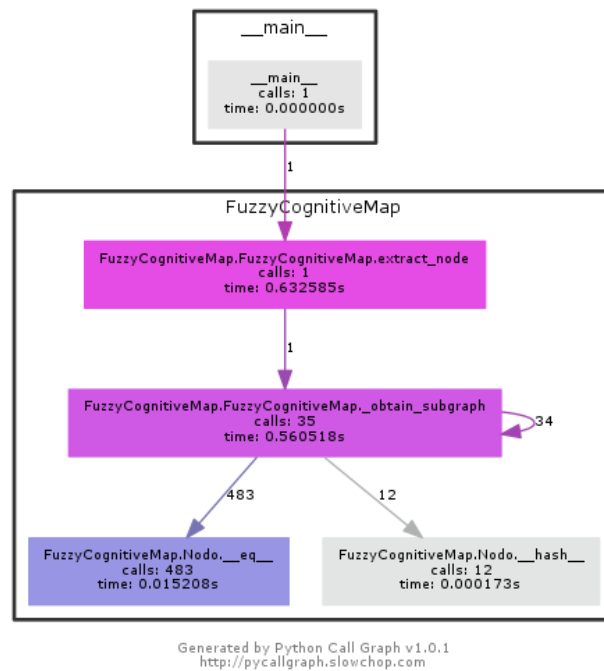 __main__
__main__
calls: 1
time: 0.000000s
1
FuzzyCognitiveMap
FuzzyCognitiveMap.FuzzyCognitiveMap.extract_node
calls: 1
time: 0.632585s
1
FuzzyCognitiveMap.FuzzyCognitiveMap._obtain_subgraph
calls: 35
time: 0.560518s
34
483
12
FuzzyCognitiveMap.Nodo.__eq__
calls: 483
time: 0.015208s
FuzzyCognitiveMap.Nodo.__hash__
calls: 12
time: 0.000173s
Generated by Python Call Graph v1.0.1
http://pycallgraph.slowchop.com